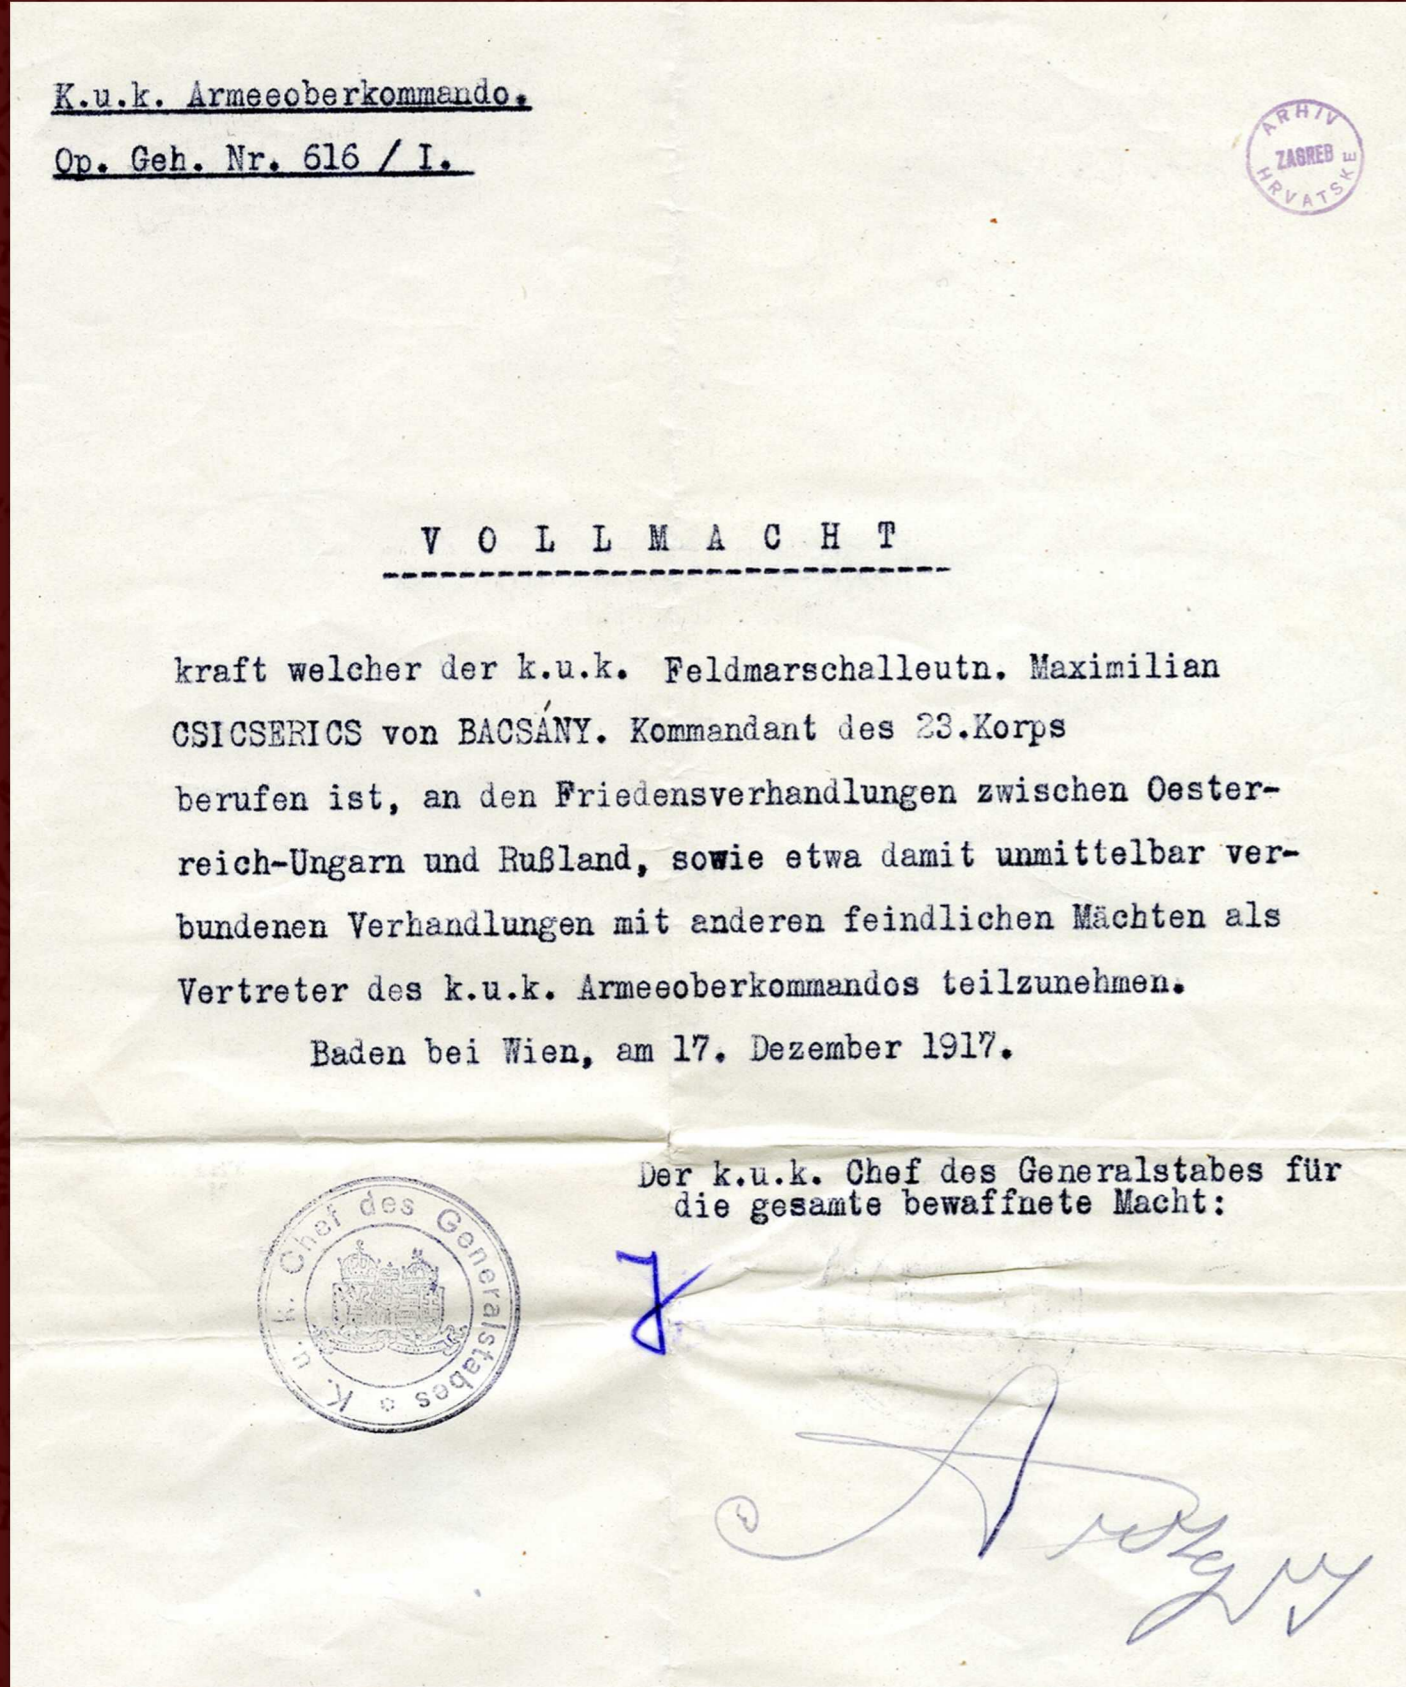 K.u.k. Armeeoberkommando.
Op. Geh. Nr. 616 / I.
ARHIV HRVATSKE
ZAGREB
V O L L M A C H T
kraft welcher der k.u.k. Feldmarschalleutn. Maximilian
CSICSERICS von BACSÁNY. Kommandant des 23.Korps
berufen ist, an den Friedensverhandlungen zwischen Oester-
reich-Ungarn und Rußland, sowie etwa damit unmittelbar ver-
bundenen Verhandlungen mit anderen feindlichen Mächten als
Vertreter des k.u.k. Armeeoberkommandos teilzunehmen.
Baden bei Wien, am 17. Dezember 1917.
Der k.u.k. Chef des Generalstabes für
die gesamte bewaffnete Macht:
K. u. k. Chef des Generalstabes